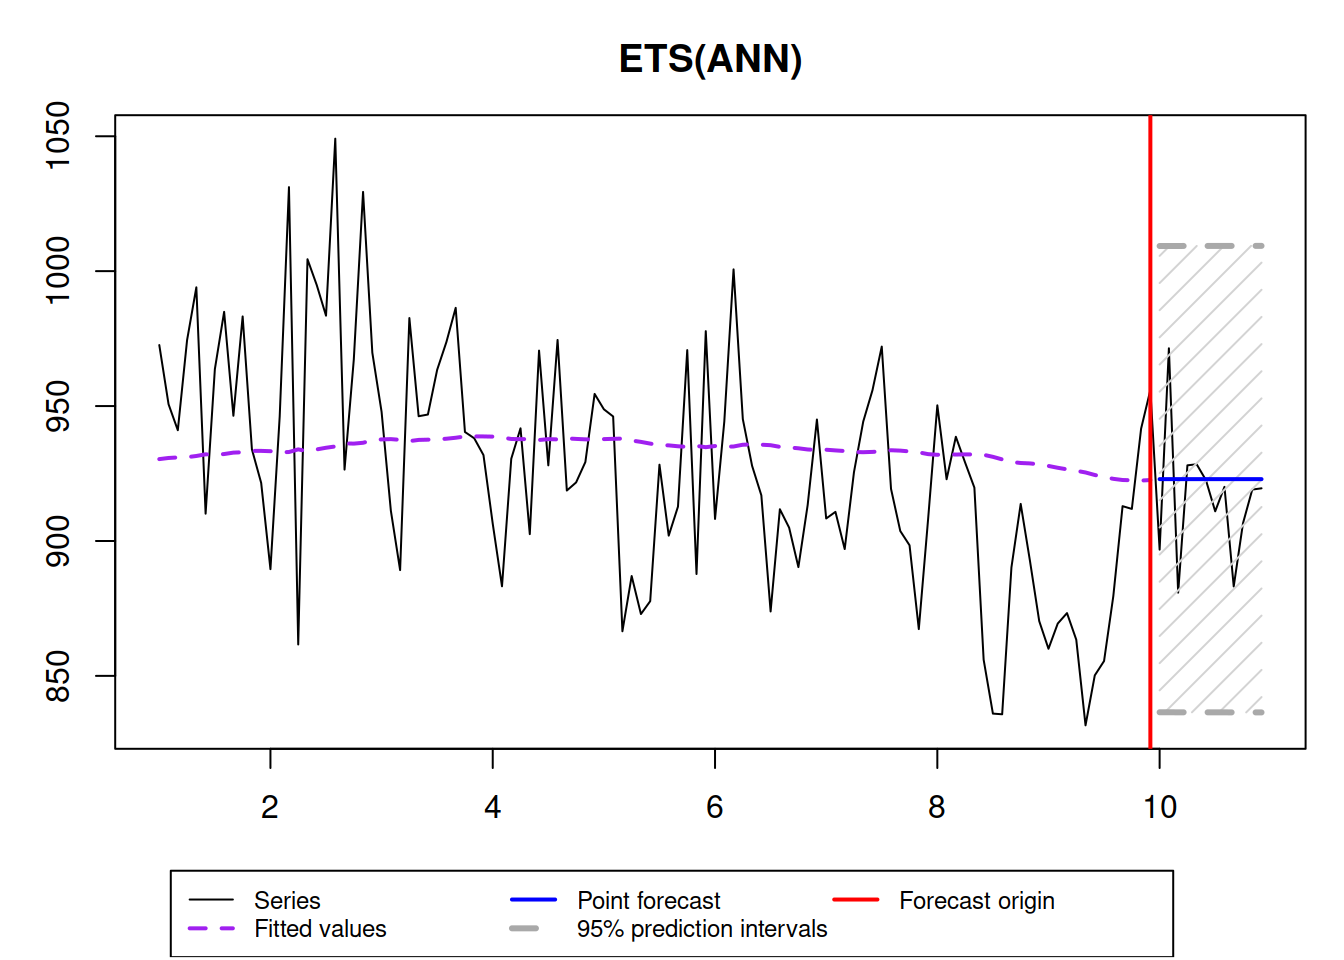 ETS(ANN)
1050
1000
950
900
850
2 4 6 8 10
Series Point forecast Forecast origin
Fitted values 95% prediction intervals